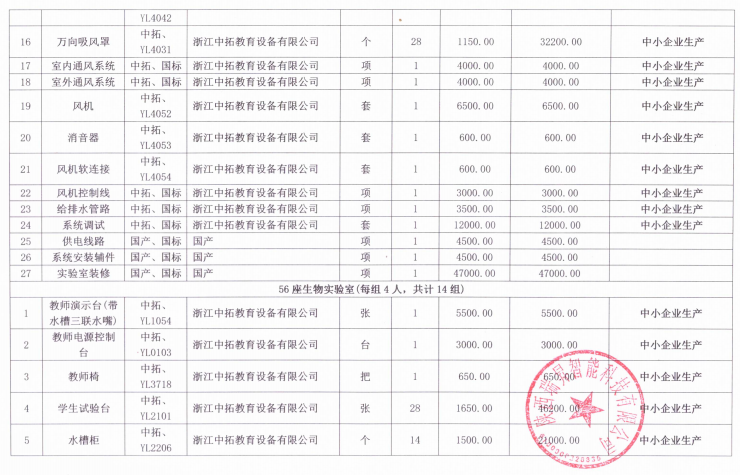 YL4042
16 万向吸风罩 中拓、YL4031 浙江中拓教育设备有限公司 个 28 1150.00 32200.00 中小企业生产
17 室内通风系统 中拓、国标 浙江中拓教育设备有限公司 项 1 4000.00 4000.00 中小企业生产
18 室外通风系统 中拓、国标 浙江中拓教育设备有限公司 项 1 4000.00 4000.00 中小企业生产
19 风机 中拓、YL4052 浙江中拓教育设备有限公司 套 1 6500.00 6500.00 中小企业生产
20 消音器 中拓、YL4053 浙江中拓教育设备有限公司 套 1 600.00 600.00 中小企业生产
21 风机软连接 中拓、YL4054 浙江中拓教育设备有限公司 套 1 600.00 600.00 中小企业生产
22 风机控制线 中拓、国标 浙江中拓教育设备有限公司 项 1 3000.00 3000.00 中小企业生产
23 给排水管路 中拓、国标 浙江中拓教育设备有限公司 项 1 3500.00 3500.00 中小企业生产
24 系统调试 中拓、国标 浙江中拓教育设备有限公司 套 1 12000.00 12000.00 中小企业生产
25 供电线路 国产、国标 国产 项 1 4500.00 4500.00
26 系统安装辅件 国产、国标 国产 项 1 4500.00 4500.00
27 实验室装修 国产、国标 国产 项 1 47000.00 47000.00
56 座生物实验室(每组 4 人，共计 14 组)
1 教师演示台(带水槽三联水嘴) 中拓、YL1054 浙江中拓教育设备有限公司 张 1 5500.00 5500.00 中小企业生产
2 教师电源控制台 中拓、YL0103 浙江中拓教育设备有限公司 台 1 3000.00 3000.00 中小企业生产
3 教师椅 中拓、YL3718 浙江中拓教育设备有限公司 把 1 650.00 650.00 中小企业生产
4 学生试验台 中拓、YL2101 浙江中拓教育设备有限公司 张 28 1650.00 46200.00 中小企业生产
5 水槽柜 中拓、YL2206 浙江中拓教育设备有限公司 个 14 1500.00 21000.00 中小企业生产
陕西瑞昊智能科技有限公司